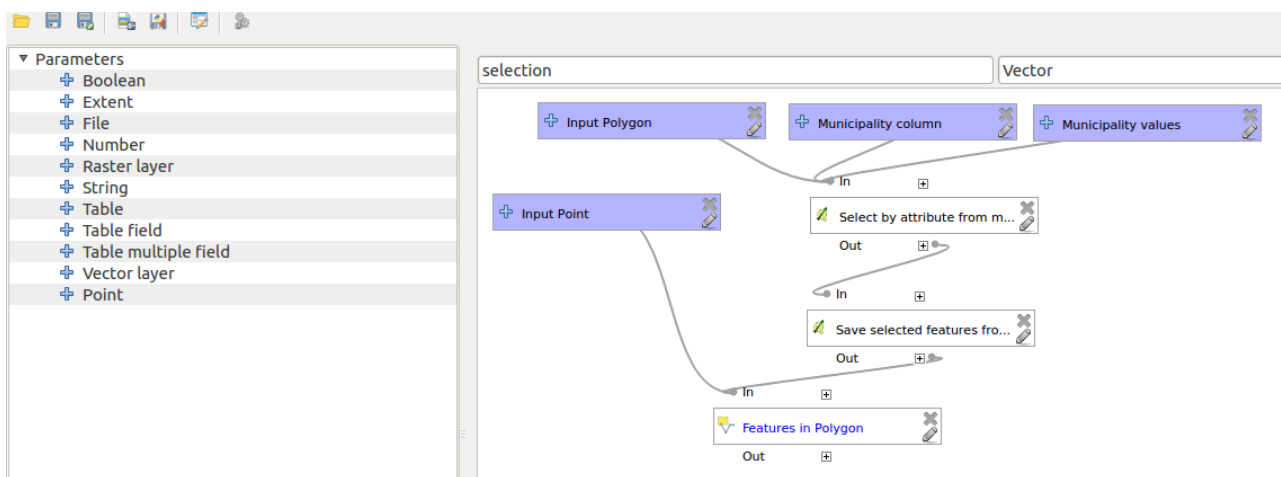 Parameters
Boolean
Extent
File
Number
Raster layer
String
Table
Table field
Table multiple field
Vector layer
Point
selection
Vector
Input Polygon
Municipality column
Municipality values
In
Input Point
Select by attribute from m...
Out
In
Save selected features fro...
Out
In
Features in Polygon
Out